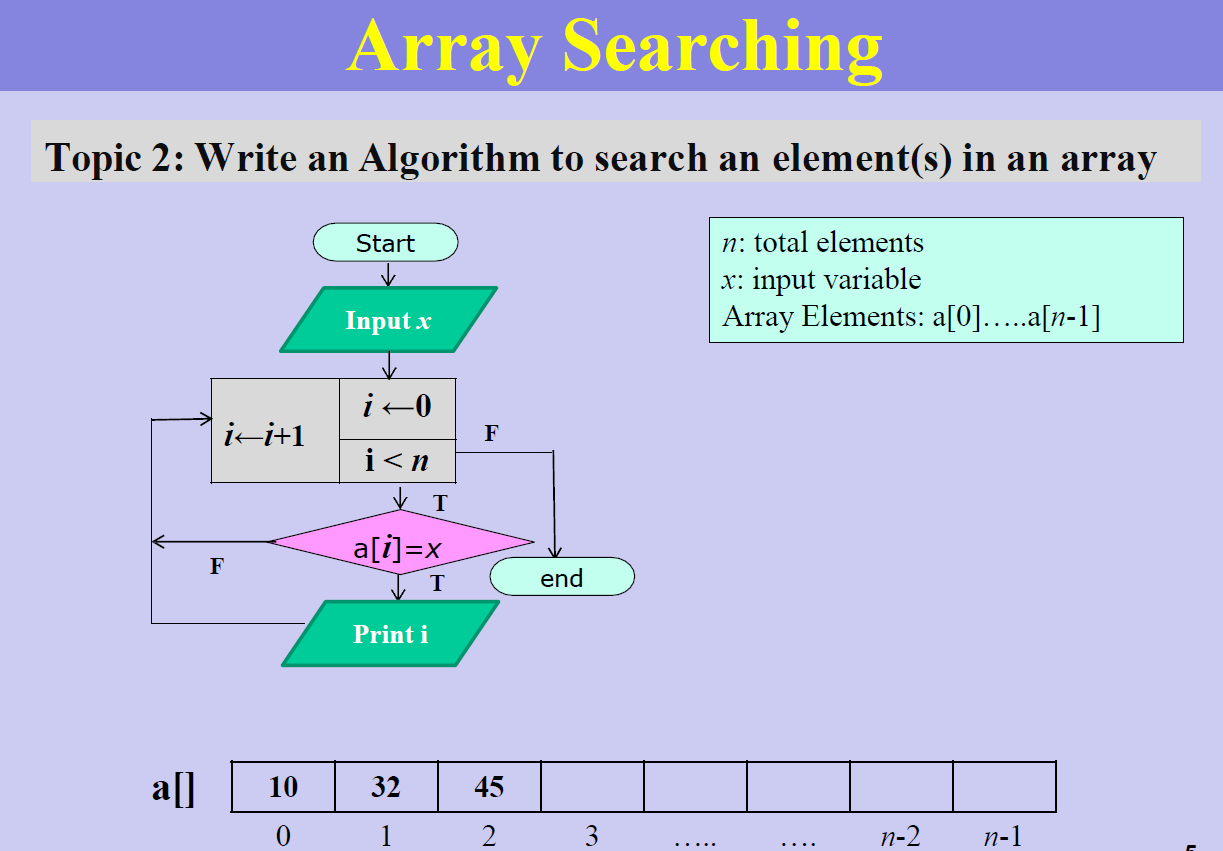 Array Searching
Topic 2: Write an Algorithm to search an element(s) in an array
Start
n: total elements
x: input variable
Array Elements: a[0]…..a[n-1]
Input x
i ←0
i←i+1
F
i < n
T
a[i]=x
F
T
end
Print i
a[] 10 32 45
0 1 2 3 ….. …. n-2 n-1